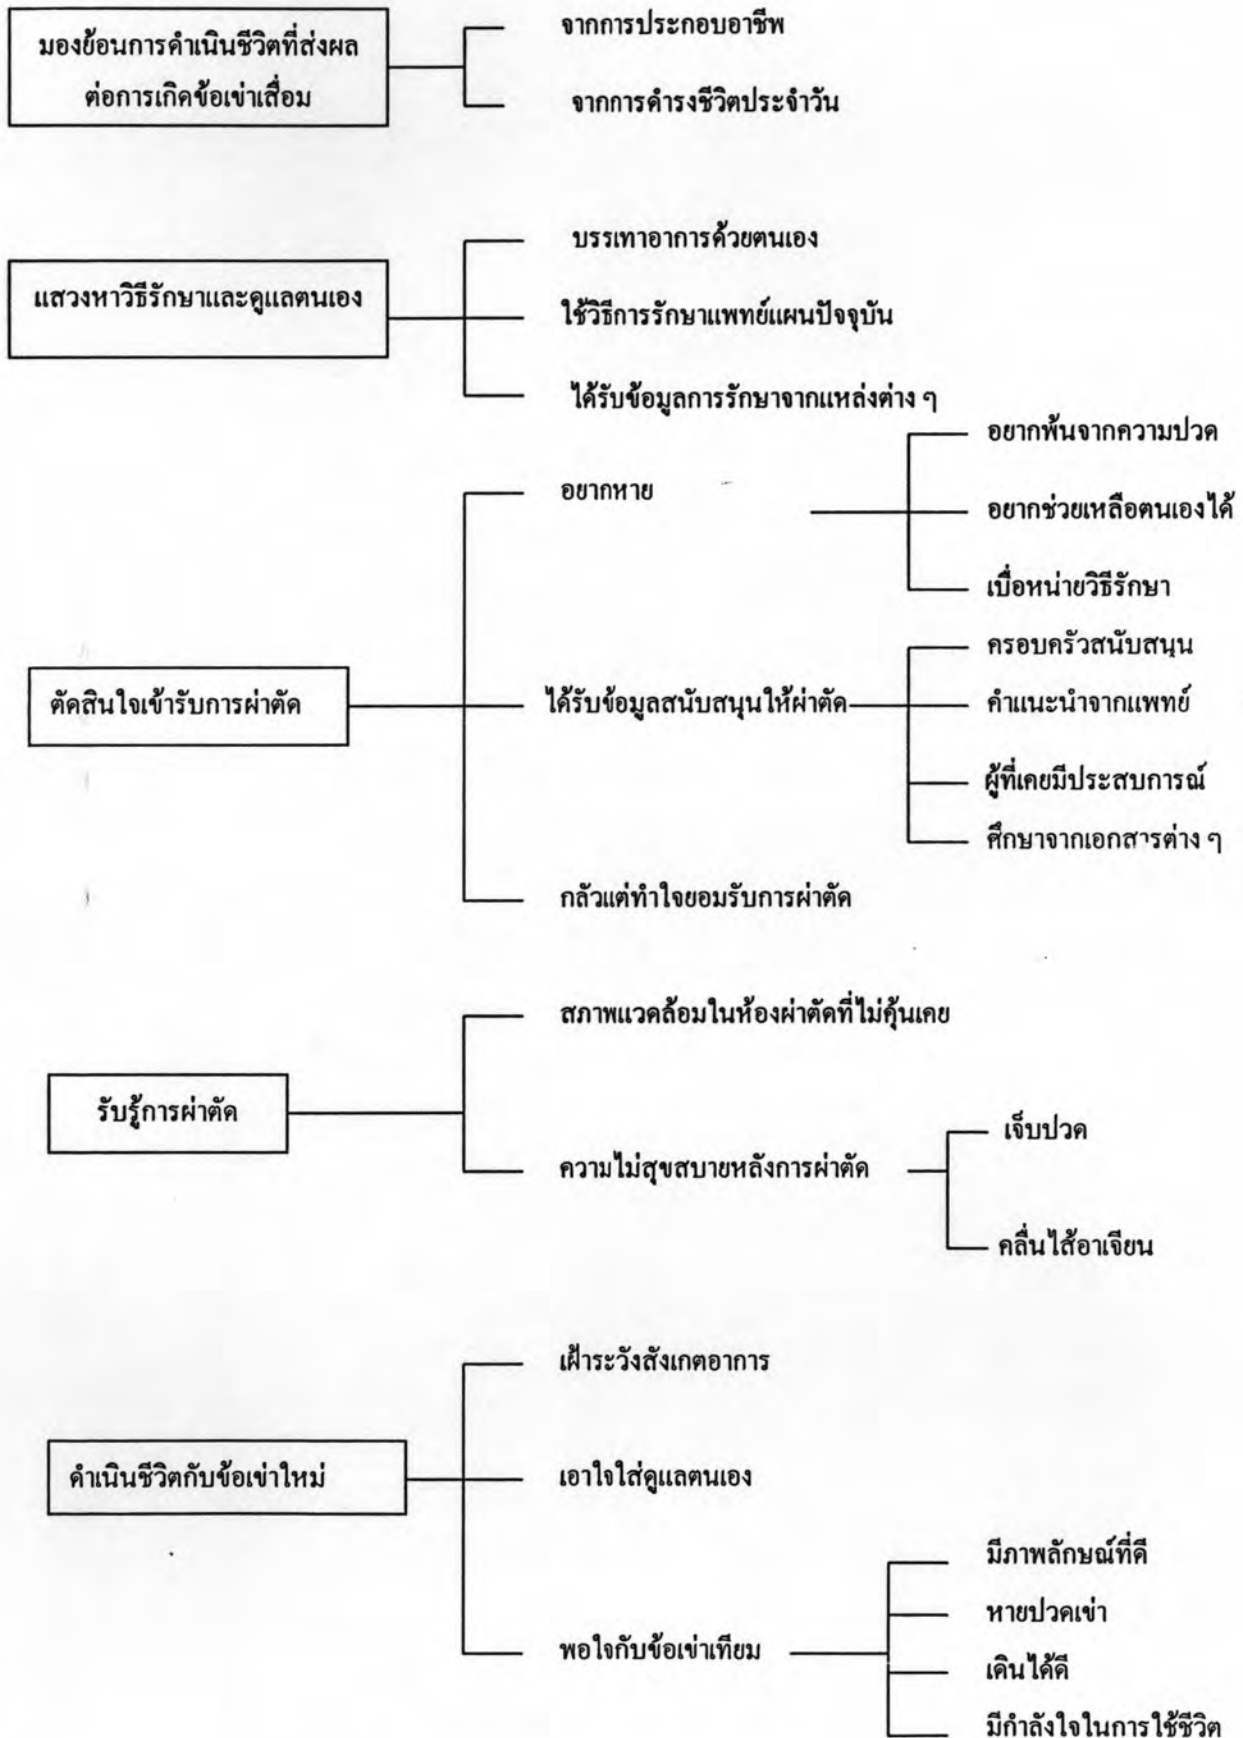 มองย้อนการดำเนินชีวิตที่ส่งผล
ต่อการเกิดข้อเข่าเสื่อม
จากการประกอบอาชีพ
จากการดำรงชีวิตประจำวัน
แสวงหาวิธีรักษาและดูแลตนเอง
บรรเทาอาการด้วยตนเอง
ใช้วิธีการรักษาแพทย์แผนปัจจุบัน
ได้รับข้อมูลการรักษาจากแหล่งต่าง ๆ
ตัดสินใจเข้ารับการผ่าตัด
อยากหาย
อยากพ้นจากความปวด
อยากช่วยเหลือตนเองได้
เบื่อหน่ายวิธีรักษา
ได้รับข้อมูลสนับสนุนให้ผ่าตัด
ครอบครัวสนับสนุน
คำแนะนำจากแพทย์
ผู้ที่เคยมีประสบการณ์
ศึกษาจากเอกสารต่าง ๆ
กลัวแต่ทำใจยอมรับการผ่าตัด
รับรู้การผ่าตัด
สภาพแวดล้อมในห้องผ่าตัดที่ไม่คุ้นเคย
ความไม่สุขสบายหลังการผ่าตัด
เจ็บปวด
คลื่นไส้อาเจียน
ดำเนินชีวิตกับข้อเข่าใหม่
เฝ้าระวังสังเกตอาการ
เอาใจใส่ดูแลตนเอง
พอใจกับข้อเข่าเทียม
มีภาพลักษณ์ที่ดี
หายปวดเข่า
เดินได้ดี
มีกำลังใจในการใช้ชีวิต